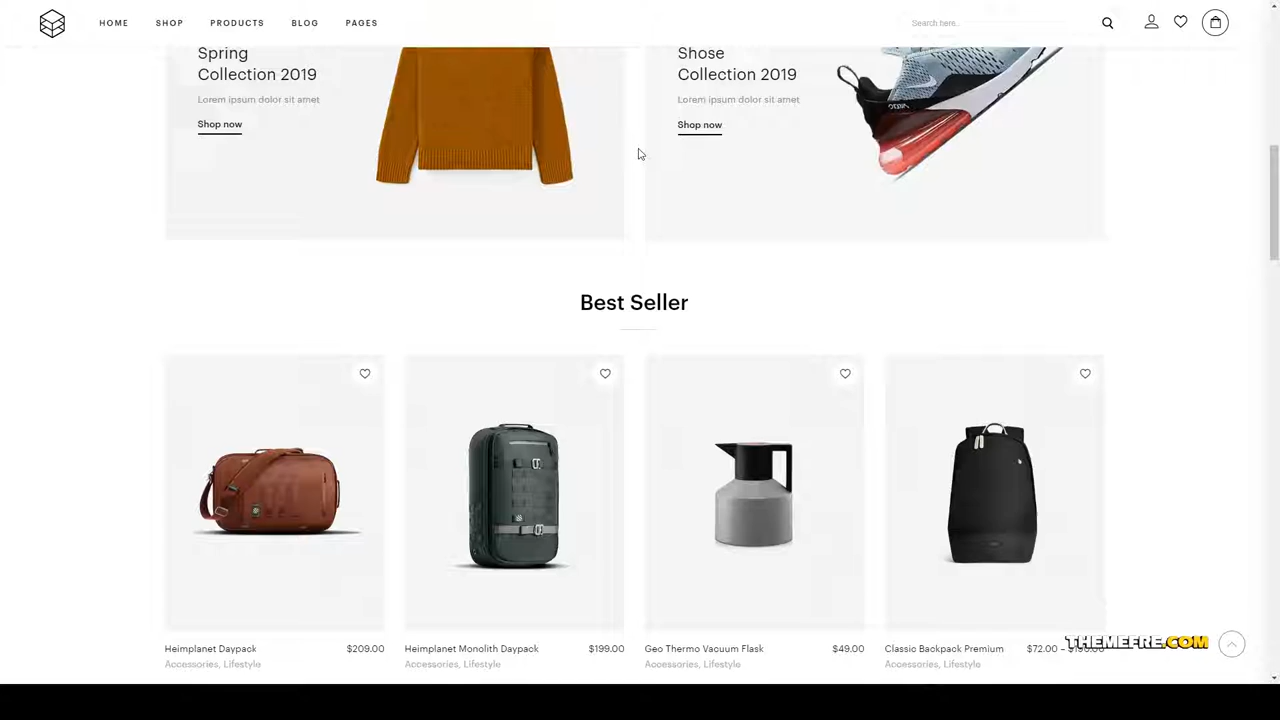 HOME SHOP PRODUCTS BLOG PAGES Search here..
Spring
Collection 2019
Lorem ipsum dolor sit amet
Shop now
Shose
Collection 2019
Lorem ipsum dolor sit amet
Shop now
Best Seller
Heimplanet Daypack $209.00
Accessories, Lifestyle
Heimplanet Monolith Daypack $199.00
Accessories, Lifestyle
Geo Thermo Vacuum Flask $49.00
Accessories, Lifestyle
Classic Backpack Premium $72.00 –
Accessories, Lifestyle
THEMEFRE.COM